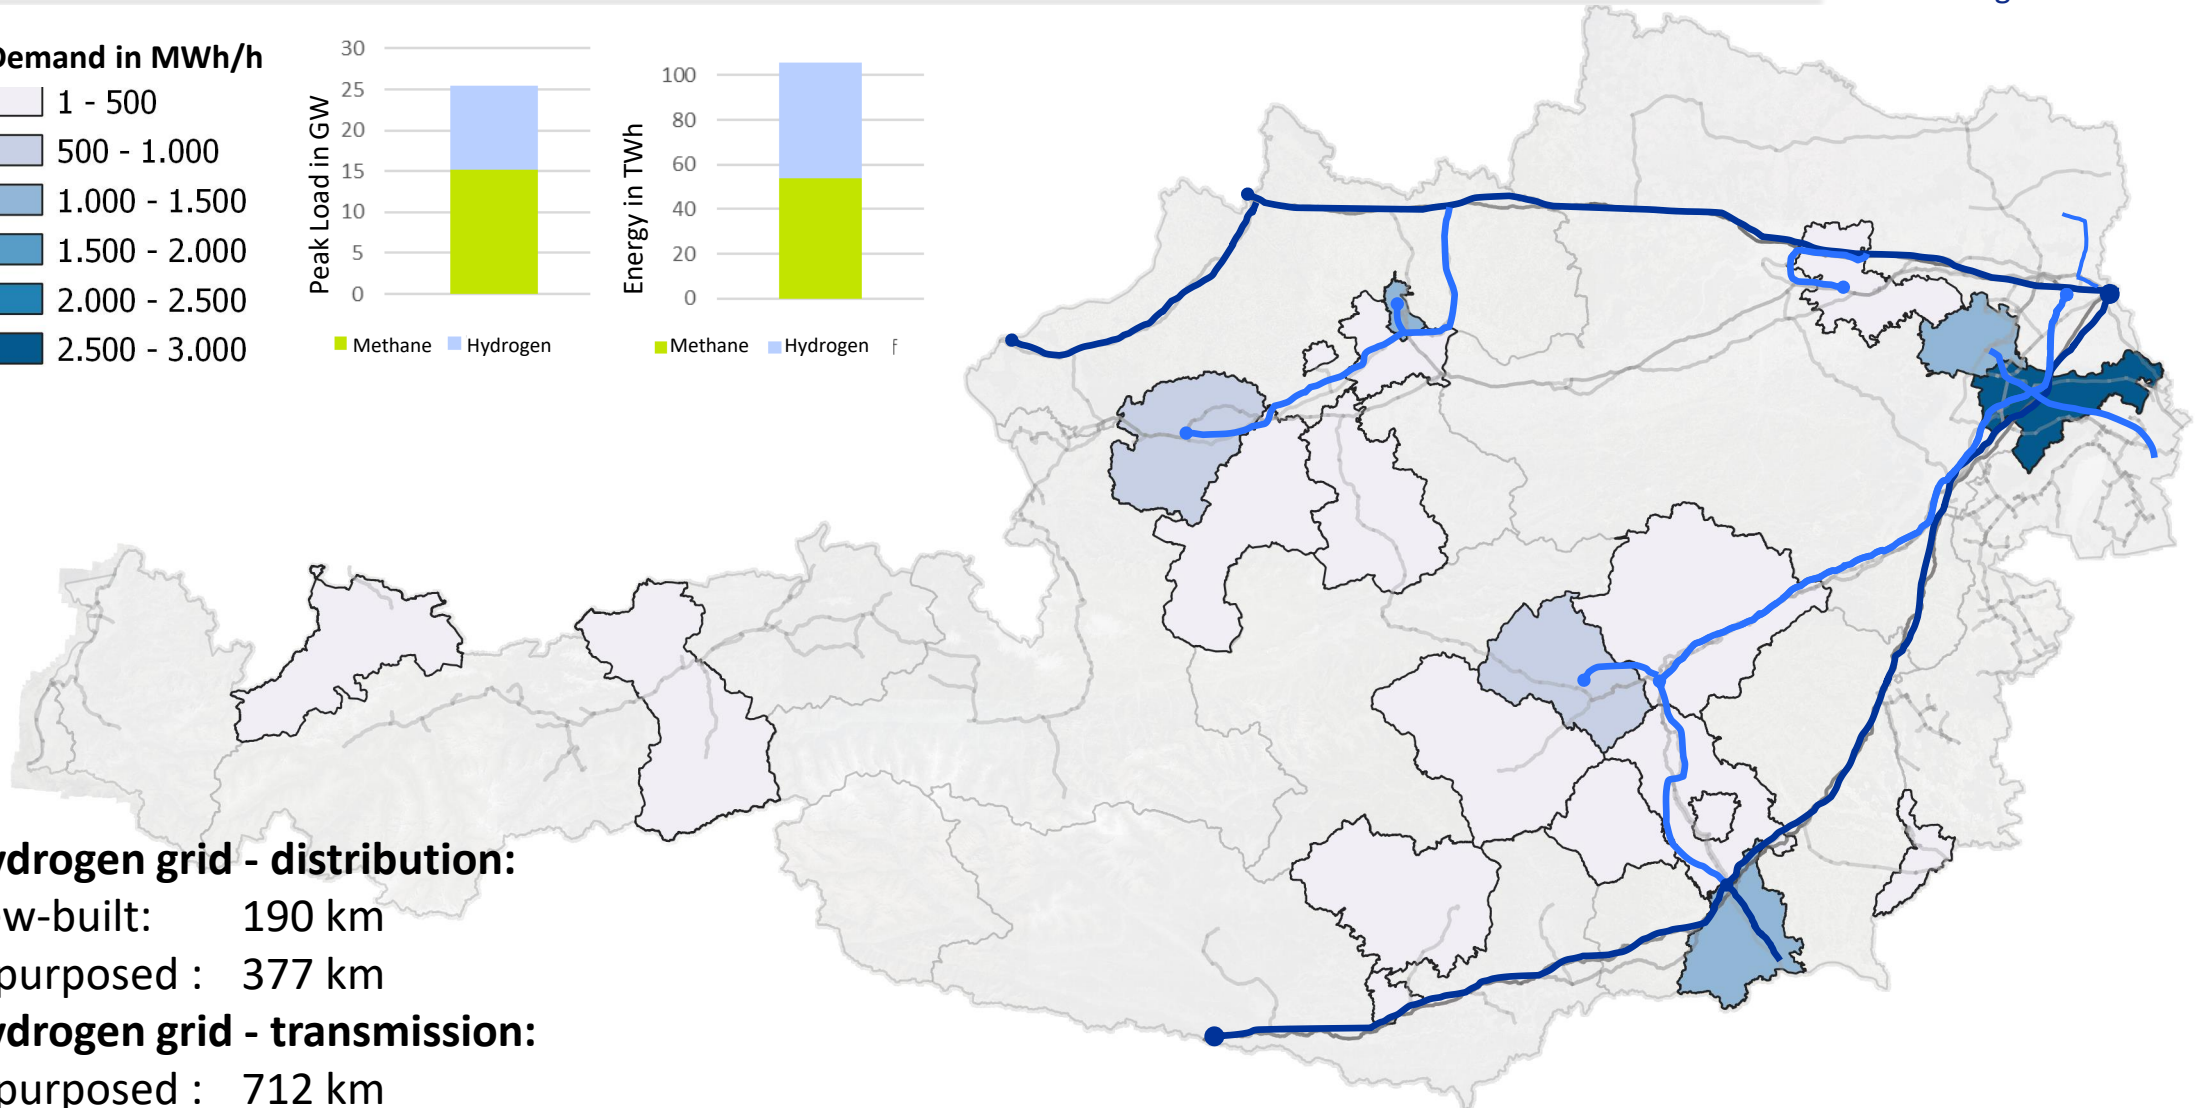 Demand in MWh/h
1 - 500
500 - 1.000
1.000 - 1.500
1.500 - 2.000
2.000 - 2.500
2.500 - 3.000
Peak Load in GW
30
25
20
15
10
5
0
Methane Hydrogen
Energy in TWh
100
80
60
40
20
0
Methane Hydrogen
ydrogen grid - distribution:
w-built: 190 km
purposed : 377 km
ydrogen grid - transmission:
purposed : 712 km